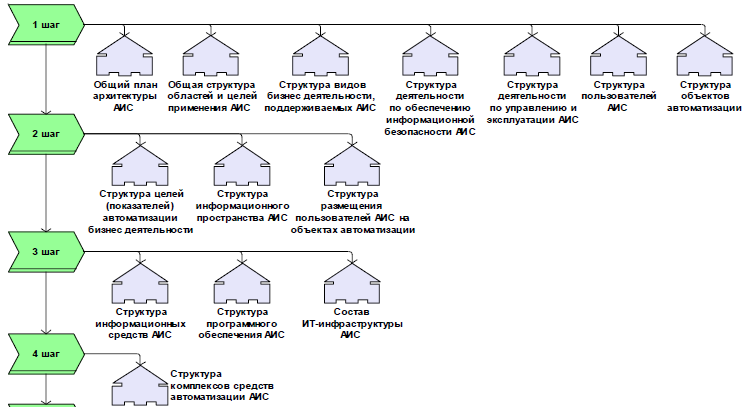 1 шаг
Общий план
архитектуры
АИС
Общая структура
областей и целей
применения АИС
Структура видов
бизнес деятельности,
поддерживаемых АИС
Структура
деятельности
по обеспечению
информационной
безопасности АИС
Структура
деятельности
по управлению и
эксплуатации АИС
Структура
пользователей
АИС
Структура
объектов
автоматизации
2 шаг
Структура целей
(показателей)
автоматизации
бизнес деятельности
Структура
информационного
пространства АИС
Структура
размещения
пользователей АИС на
объектах автоматизации
3 шаг
Структура
информационных
средств АИС
Структура
программного
обеспечения АИС
Состав
ИТ-инфраструктуры
АИС
4 шаг
Структура
комплексов средств
автоматизации АИС